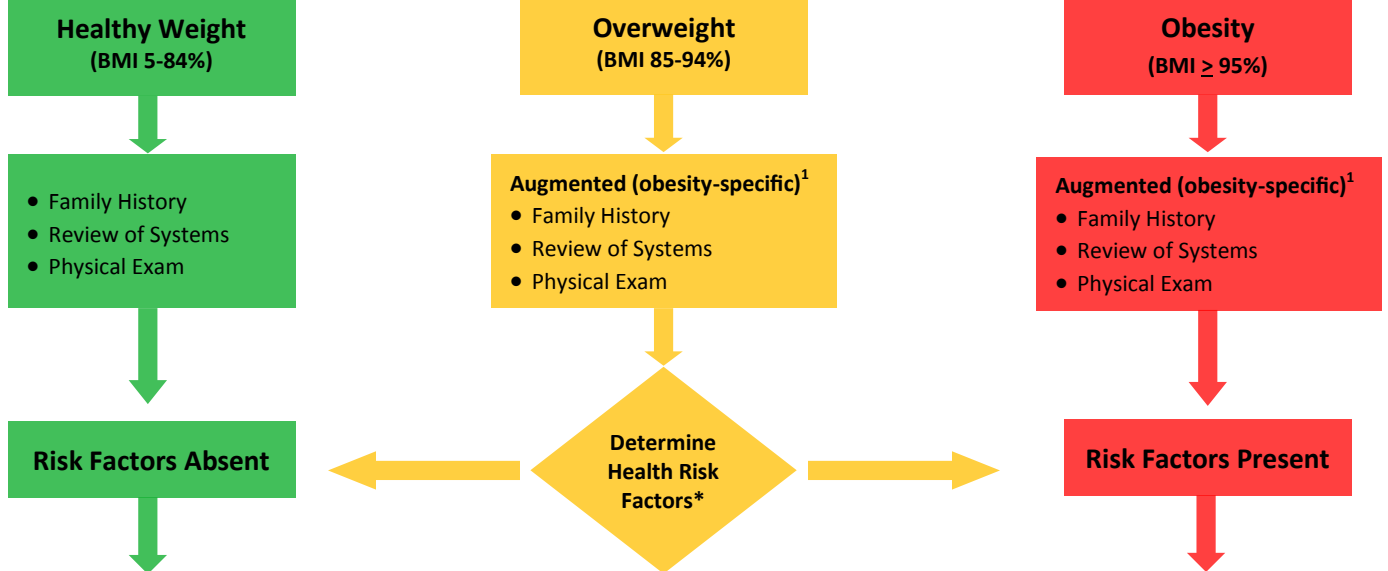 Healthy Weight
(BMI 5-84%)
Overweight
(BMI 85-94%)
Obesity
(BMI ≥ 95%)
• Family History
• Review of Systems
• Physical Exam
Augmented (obesity-specific)1
• Family History
• Review of Systems
• Physical Exam
Augmented (obesity-specific)1
• Family History
• Review of Systems
• Physical Exam
Risk Factors Absent
Determine
Health Risk
Factors*
Risk Factors Present